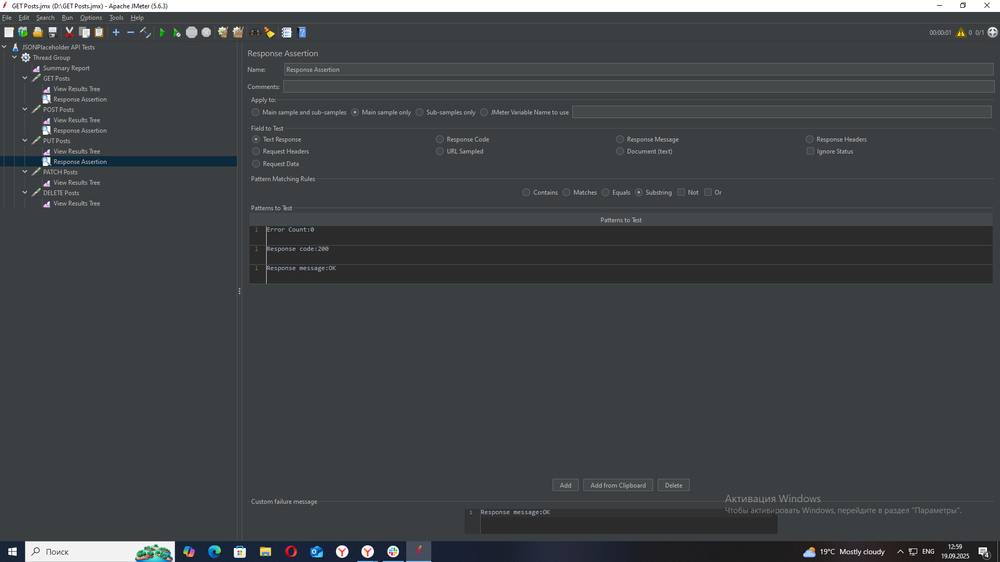 GET Posts.jmx (D:\GET Posts.jmx) - Apache JMeter (5.6.3)
File Edit Search Run Options Tools Help
00:00:01 0 0/1
JSONPlaceholder API Tests
Thread Group
Summary Report
GET Posts
View Results Tree
Response Assertion
POST Posts
View Results Tree
Response Assertion
PUT Posts
View Results Tree
Response Assertion
PATCH Posts
View Results Tree
DELETE Posts
View Results Tree
Response Assertion
Name: Response Assertion
Comments:
Apply to:
Main sample and sub-samples Main sample only Sub-samples only JMeter Variable Name to use
Field to Test
Text Response Response Code Response Message Response Headers
Request Headers URL Sampled Document (text) Ignore Status
Request Data
Pattern Matching Rules
Contains Matches Equals Substring Not Or
Patterns to Test
Patterns to Test
1 Error Count:0
1 Response code:200
1 Response message:OK
Add Add from Clipboard Delete
Custom failure message
1 Response message:OK
Активация Windows
Чтобы активировать Windows, перейдите в раздел "Параметры".
Поиск
19°C Mostly cloudy
ENG
12:59
19.09.2025
4